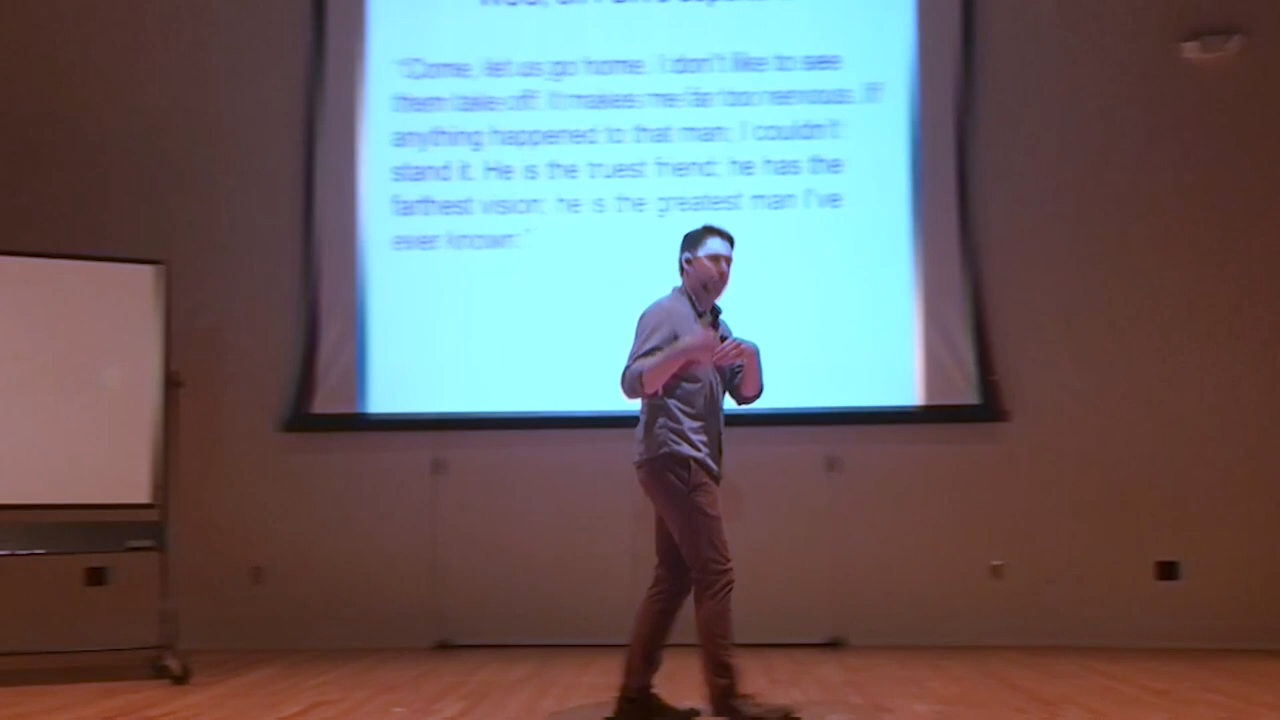 "Come, let us go home. I don't like to see
them take off. It makes me far too nervous. If
anything happened to that man, I couldn't
stand it. He is the truest friend; he has the
farthest vision; he is the greatest man I've
ever known."